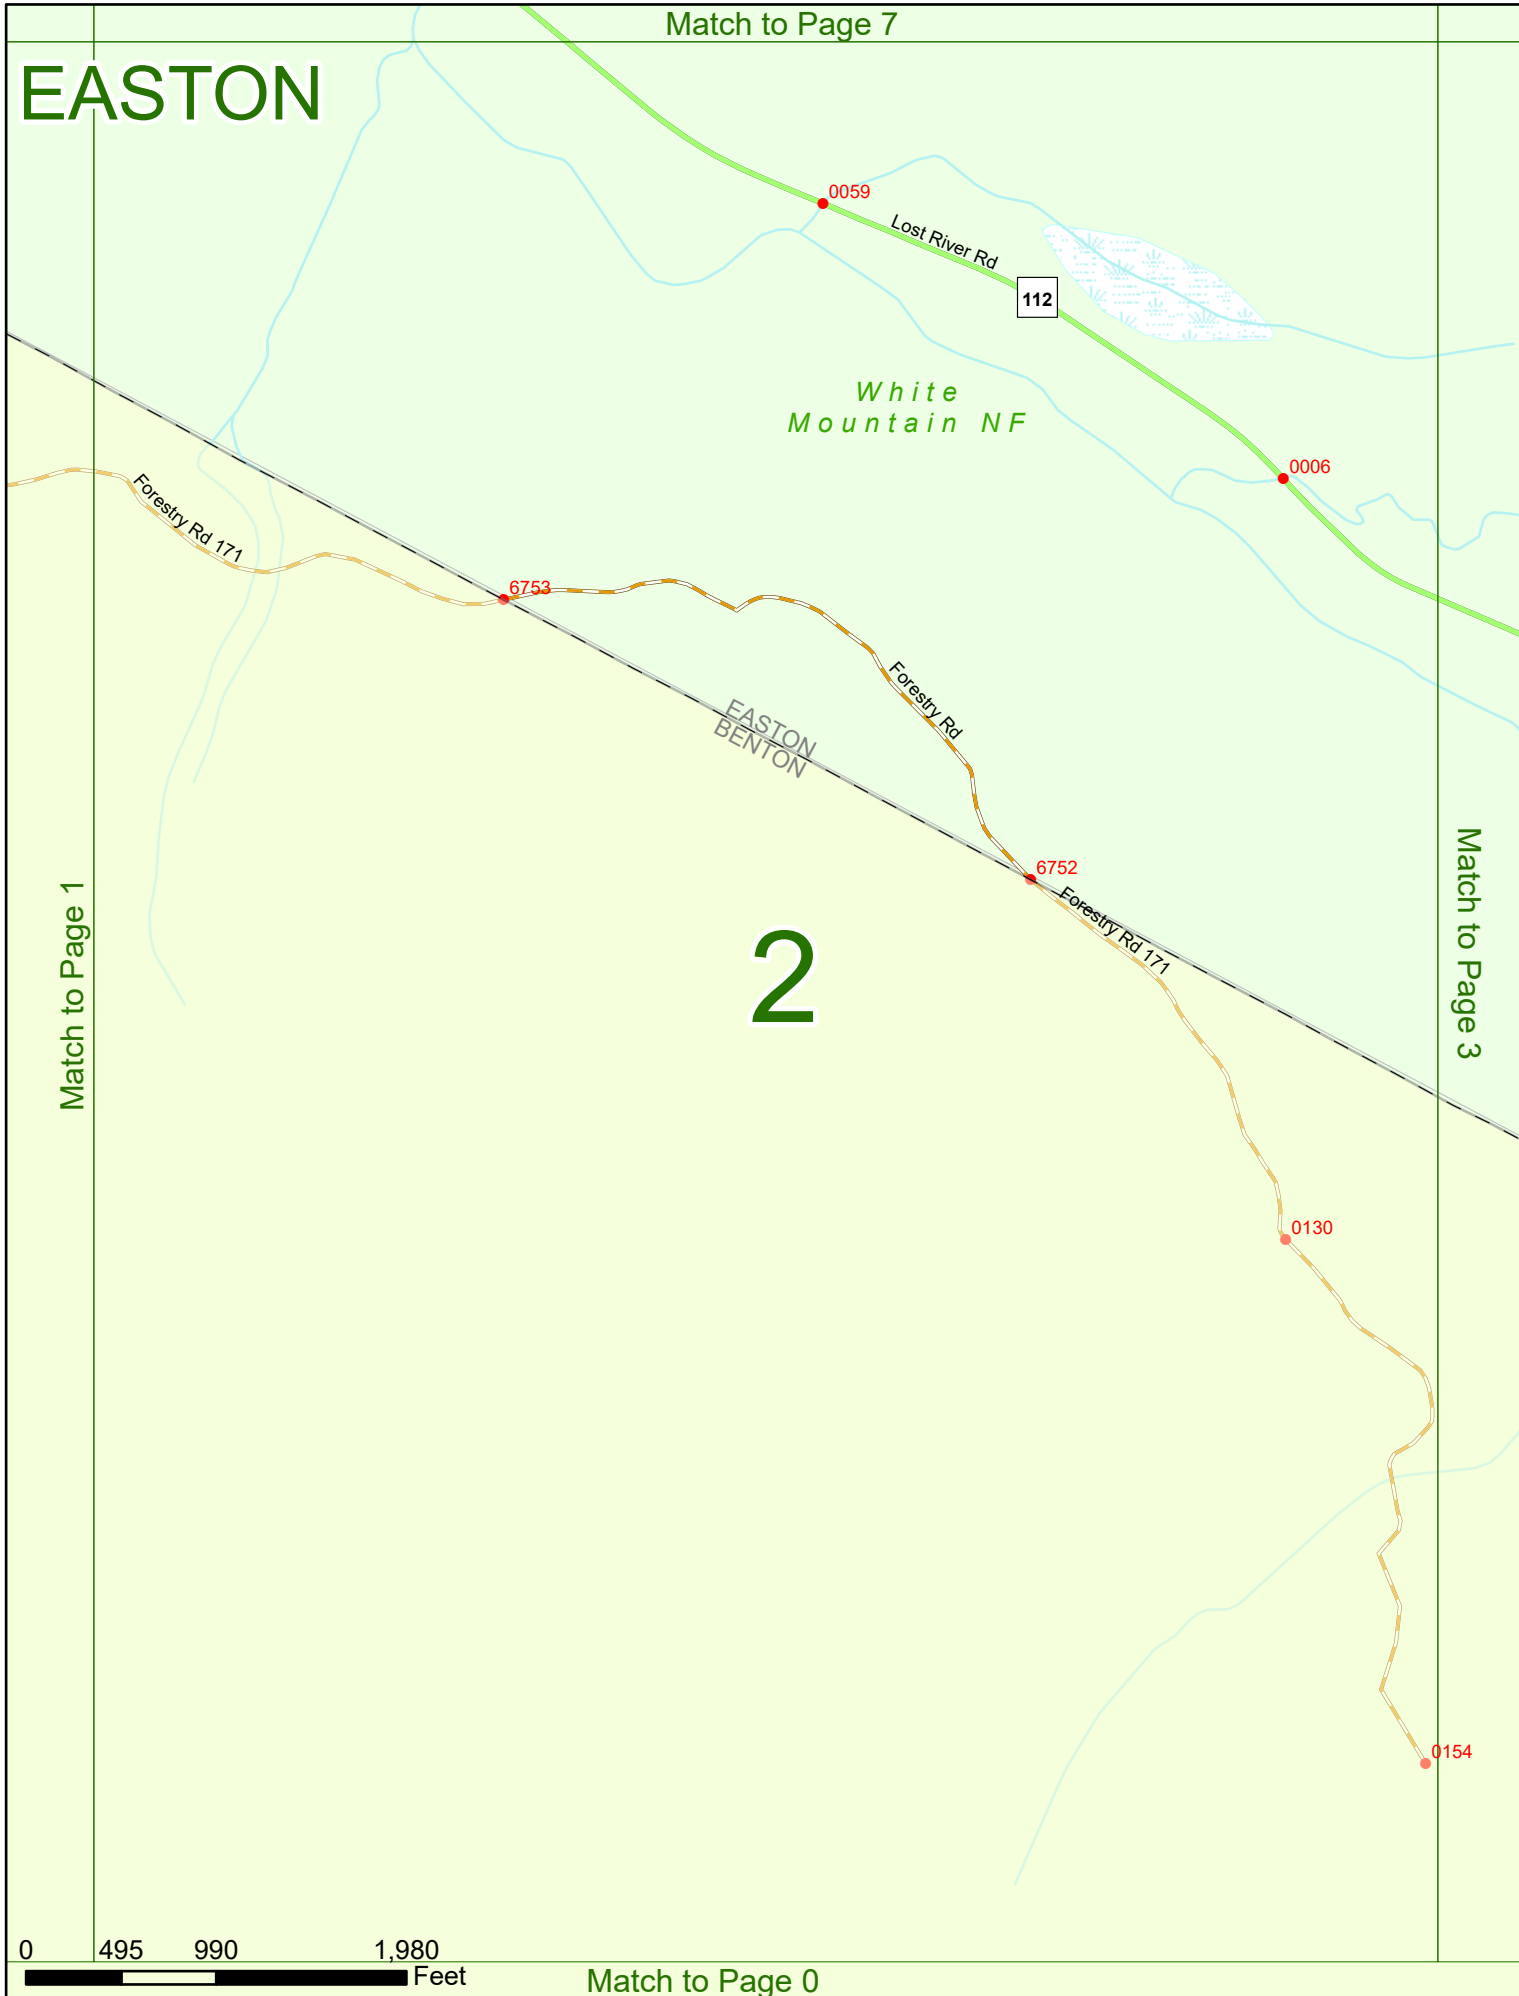 Match to Page 7
EASTON
0059
Lost River Rd
112
White
Mountain NF
0006
Forestry Rd 171
6753
Forestry Rd
EASTON
BENTON
6752
Forestry Rd 171
Match to Page 1
2
Match to Page 3
0130
0154
0 495 990 1,980
Feet
Match to Page 0